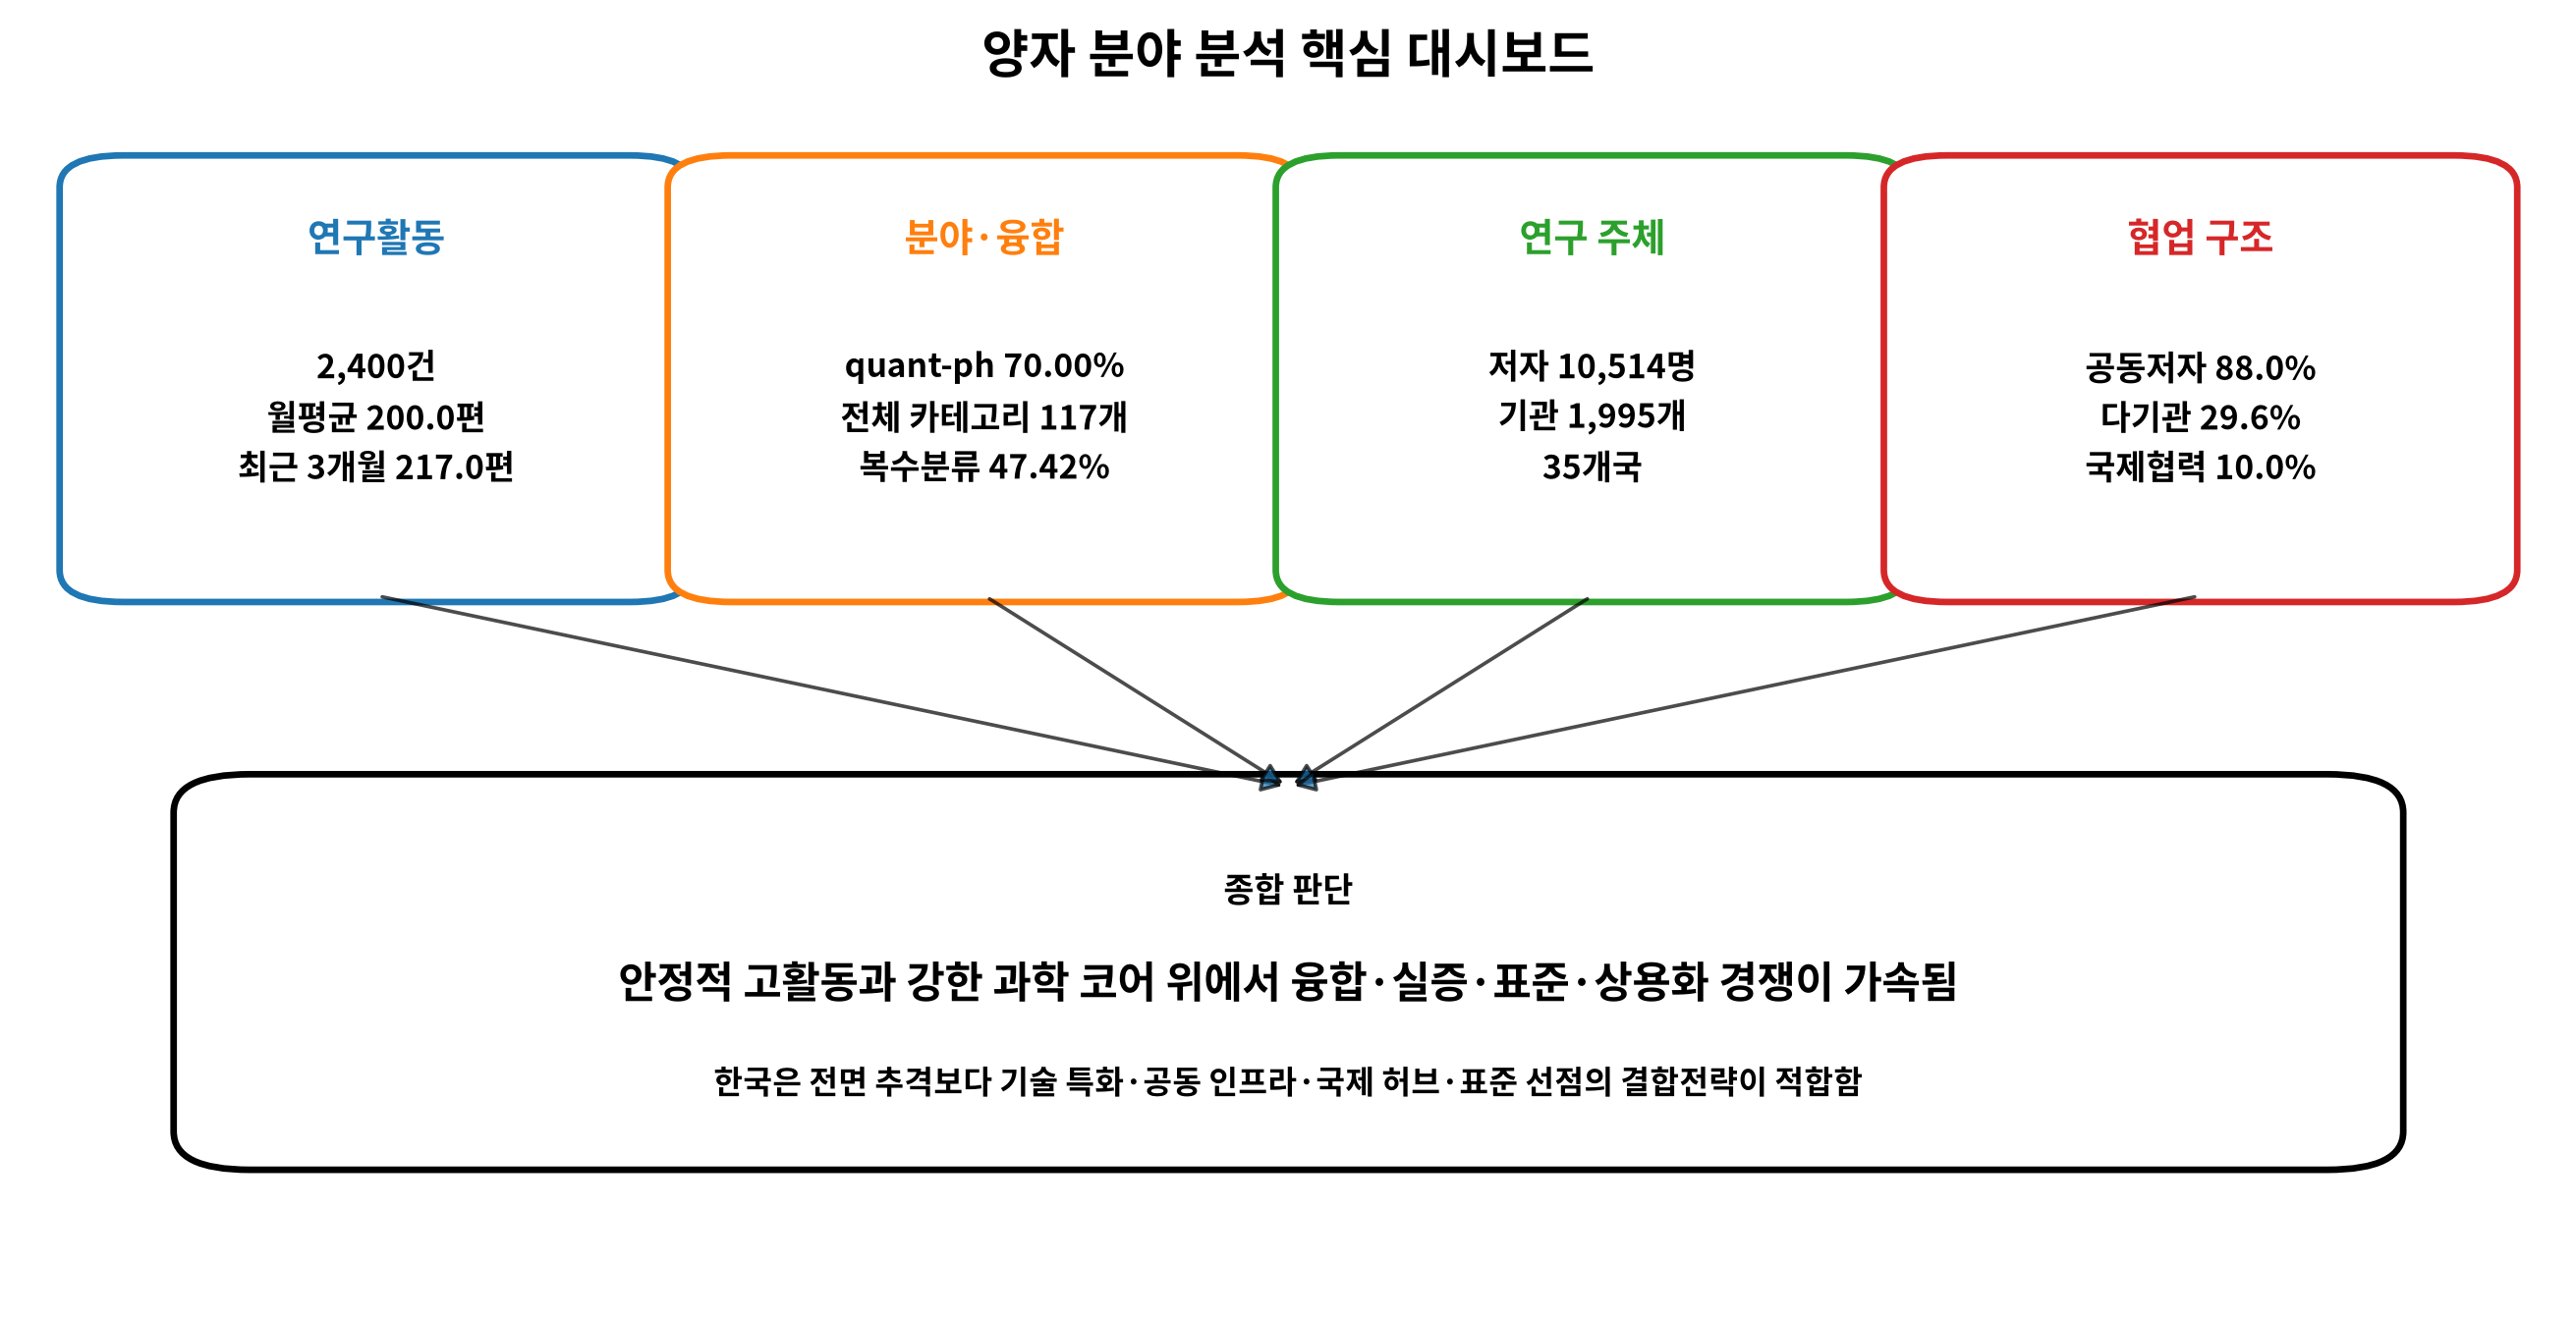 양자 분야 분석 핵심 대시보드
연구활동
2,400건
월평균 200.0편
최근 3개월 217.0편
분야·융합
quant-ph 70.00%
전체 카테고리 117개
복수분류 47.42%
연구 주체
저자 10,514명
기관 1,995개
35개국
협업 구조
공동저자 88.0%
다기관 29.6%
국제협력 10.0%
종합 판단
안정적 고활동과 강한 과학 코어 위에서 융합·실증·표준·상용화 경쟁이 가속됨
한국은 전면 추격보다 기술 특화·공동 인프라·국제 허브·표준 선점의 결합전략이 적합함